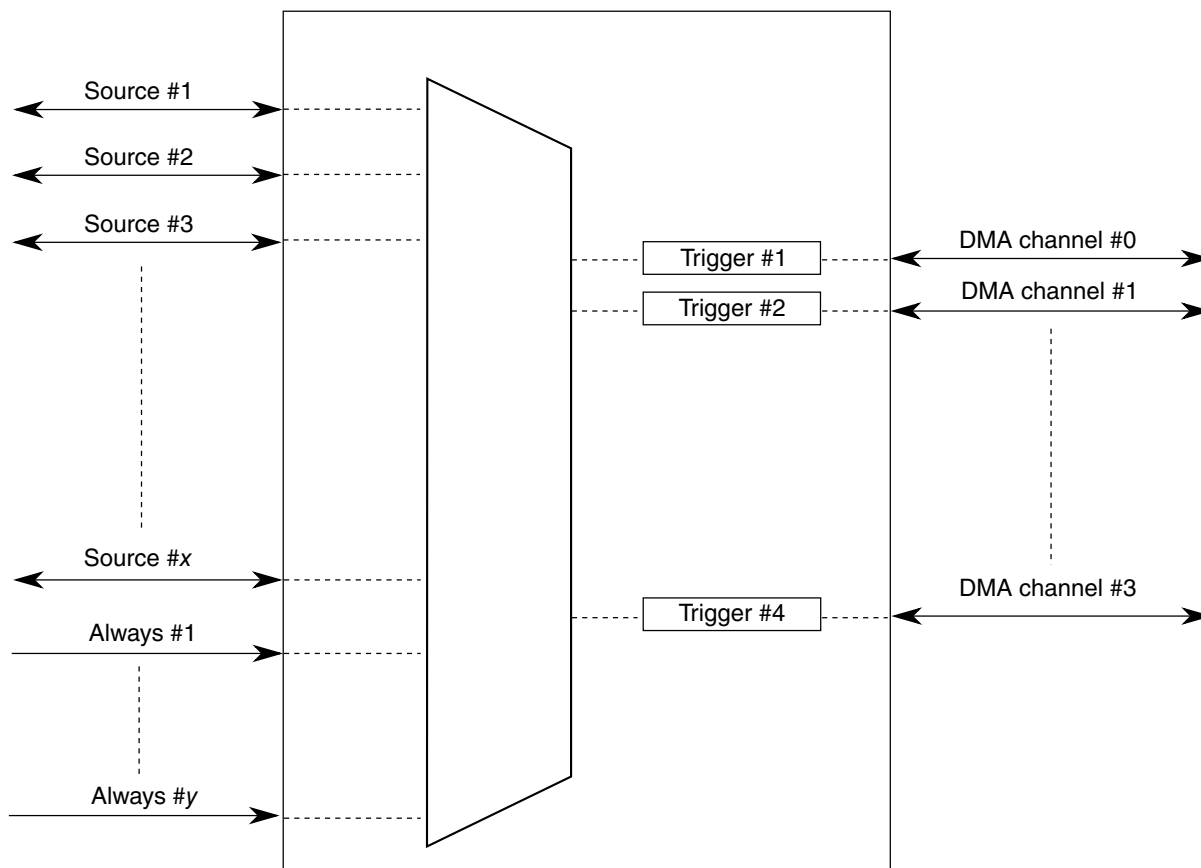 Source #1
Source #2
Source #3
Source #x
Always #1
Always #y
Trigger #1
Trigger #2
Trigger #4
DMA channel #0
DMA channel #1
DMA channel #3